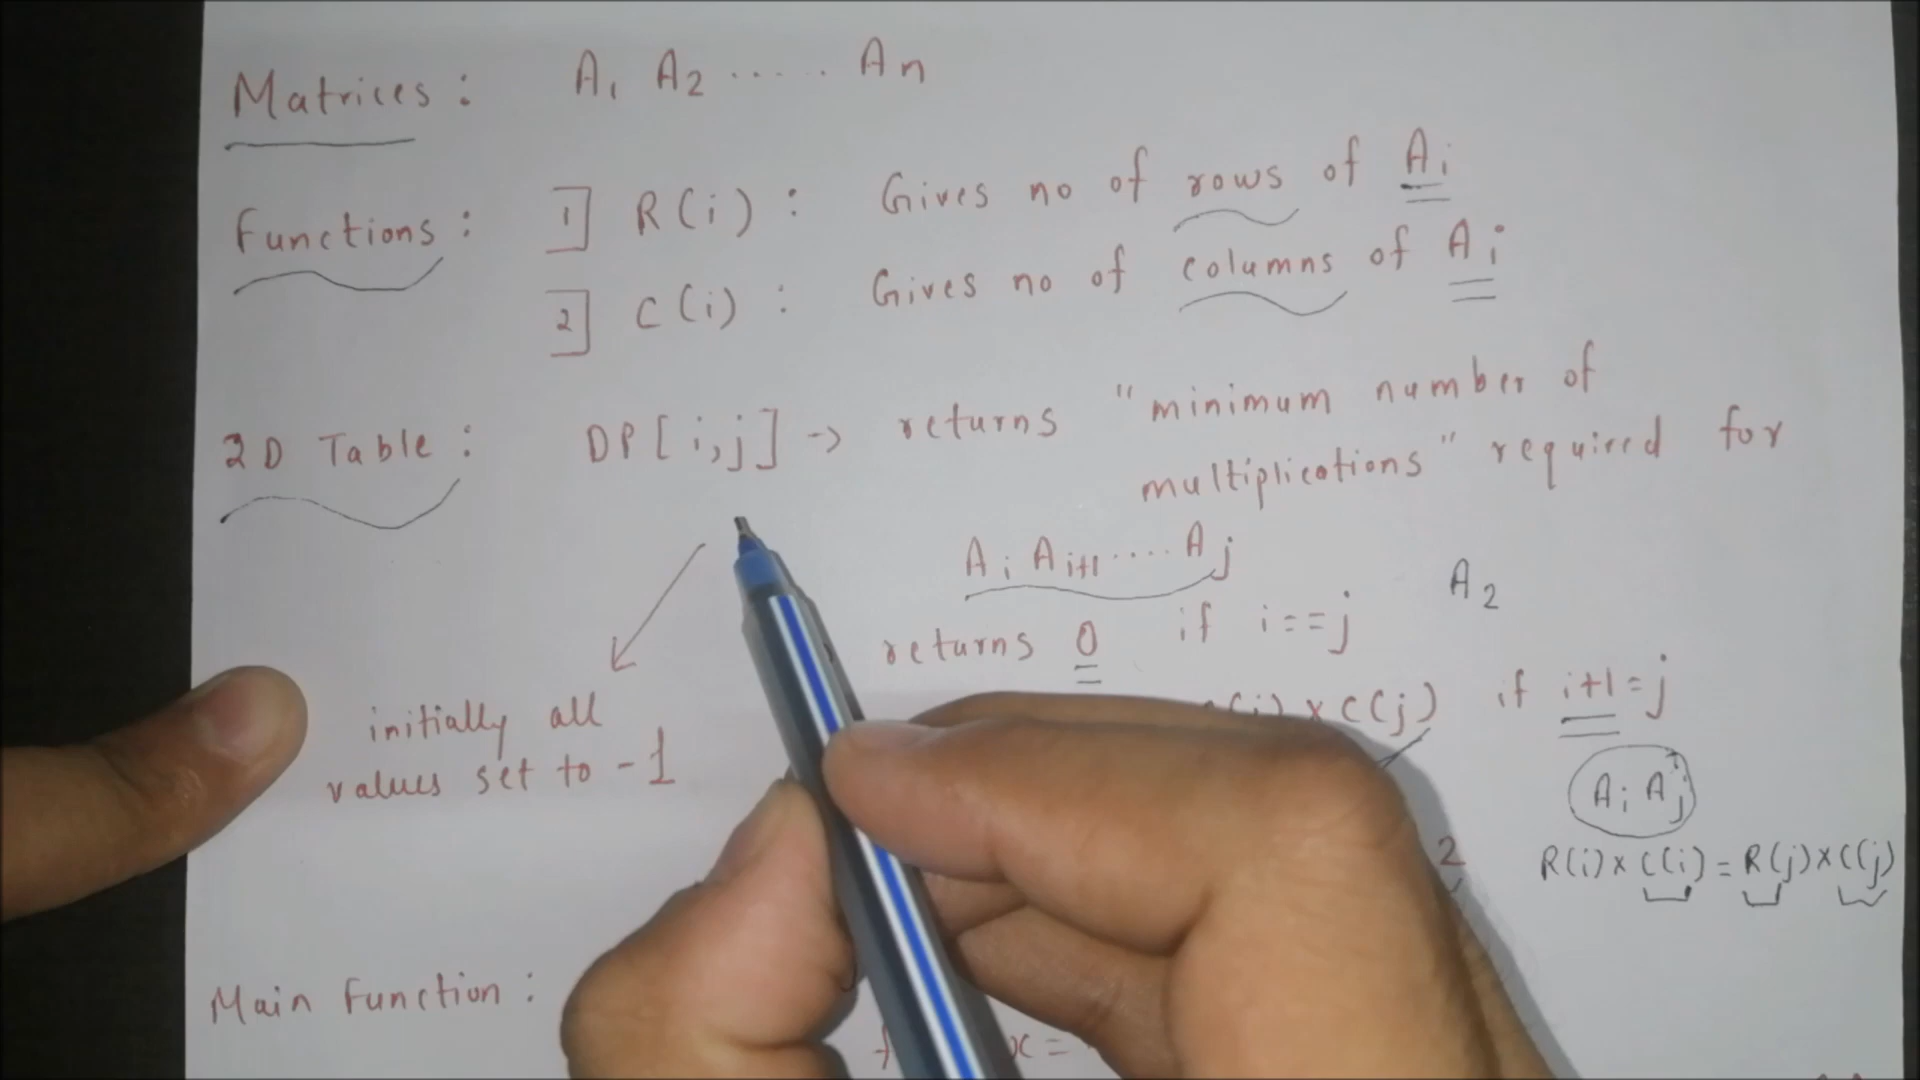 Matrices : A1 A2 ...... An
Functions : 1] R(i) : Gives no of rows of Ai
2] C(i) : Gives no of columns of Ai
2D Table : DP[i,j] -> returns "minimum number of
multiplications" required for
Ai Ai+1 ..... Aj
A2
returns 0 if i==j
(i) x C(j) if i+1=j
initially all
values set to -1
Ai Aj
2
R(i) x C(i) = R(j) x C(j)
Main Function :
x =